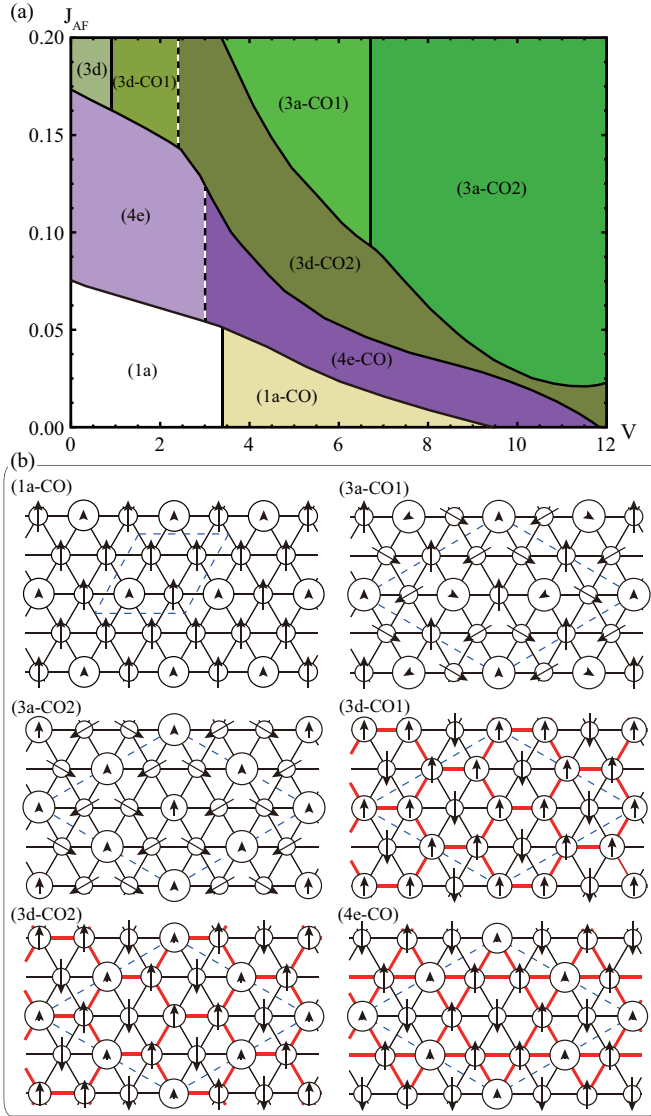 (a)
J_AF
0.20
(3d)
(3d-CO1)
(3a-CO1)
0.15
(3a-CO2)
(4e)
0.10
(3d-CO2)
0.05
(4e-CO)
(1a)
(1a-CO)
0.00
0 2 4 6 8 10 12 V
(b)
(1a-CO) (3a-CO1)
(3a-CO2) (3d-CO1)
(3d-CO2) (4e-CO)